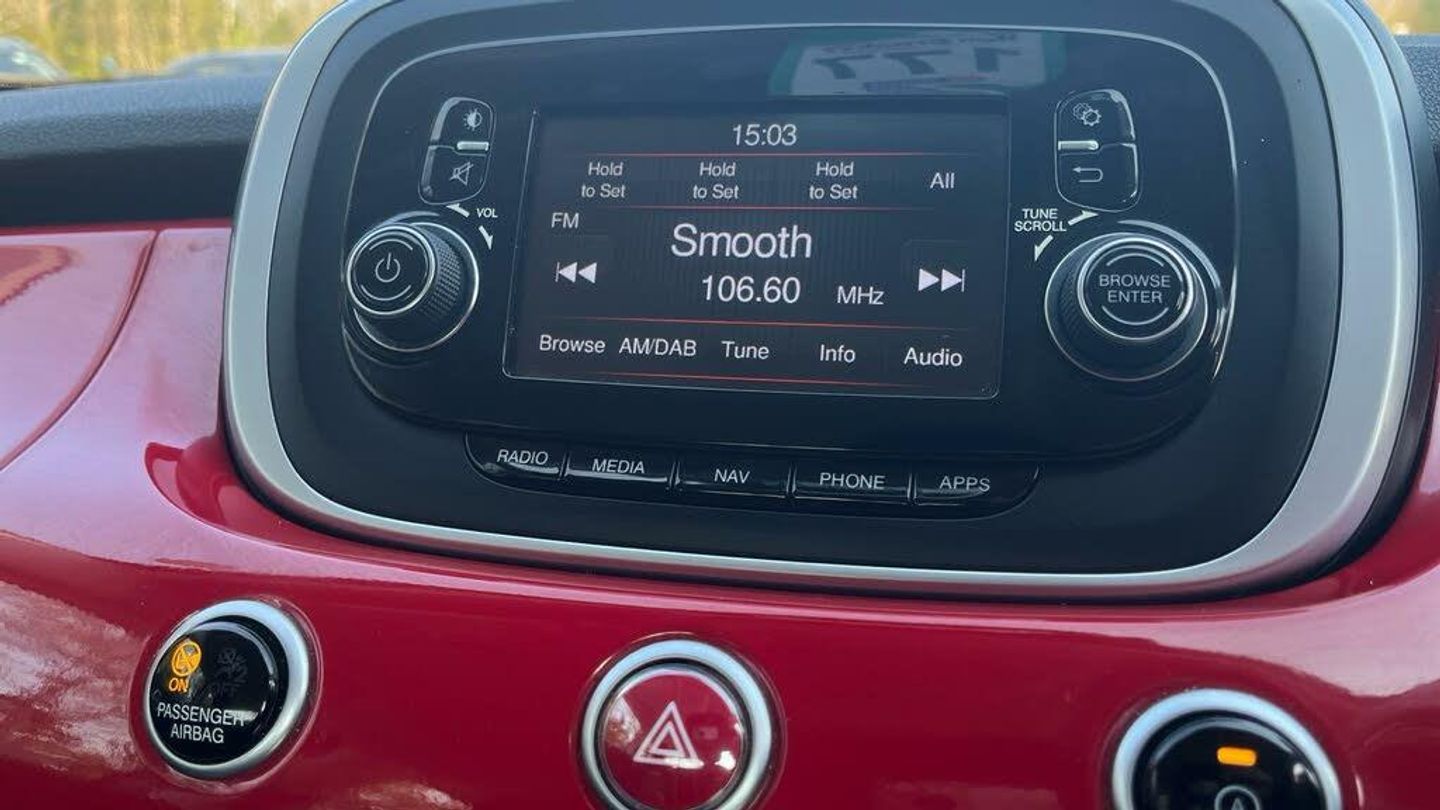 15:03
Hold to Set
Hold to Set
Hold to Set
All
FM
Smooth
106.60 MHz
Browse AM/DAB Tune Info Audio
VOL
TUNE
SCROLL
BROWSE
ENTER
RADIO MEDIA NAV PHONE APPS
ON OFF
PASSENGER
AIRBAG